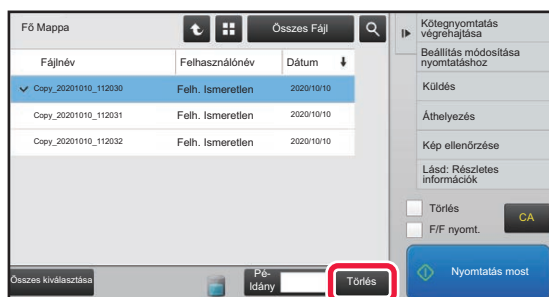 Fő Mappa
Összes Fájl
Fájlnév Felhasználónév Dátum
Copy_20201010_112030 Felh. Ismeretlen 2020/10/10
Copy_20201010_112031 Felh. Ismeretlen 2020/10/10
Copy_20201010_112032 Felh. Ismeretlen 2020/10/10
Összes kiválasztása
Pé-
ldány
Törlés
Kötegnyomtatás
végrehajtása
Beállítás módosítása
nyomtatáshoz
Küldés
Áthelyezés
Kép ellenőrzése
Lásd: Részletes
információk
Törlés
F/F nyomt.
CA
Nyomtatás most